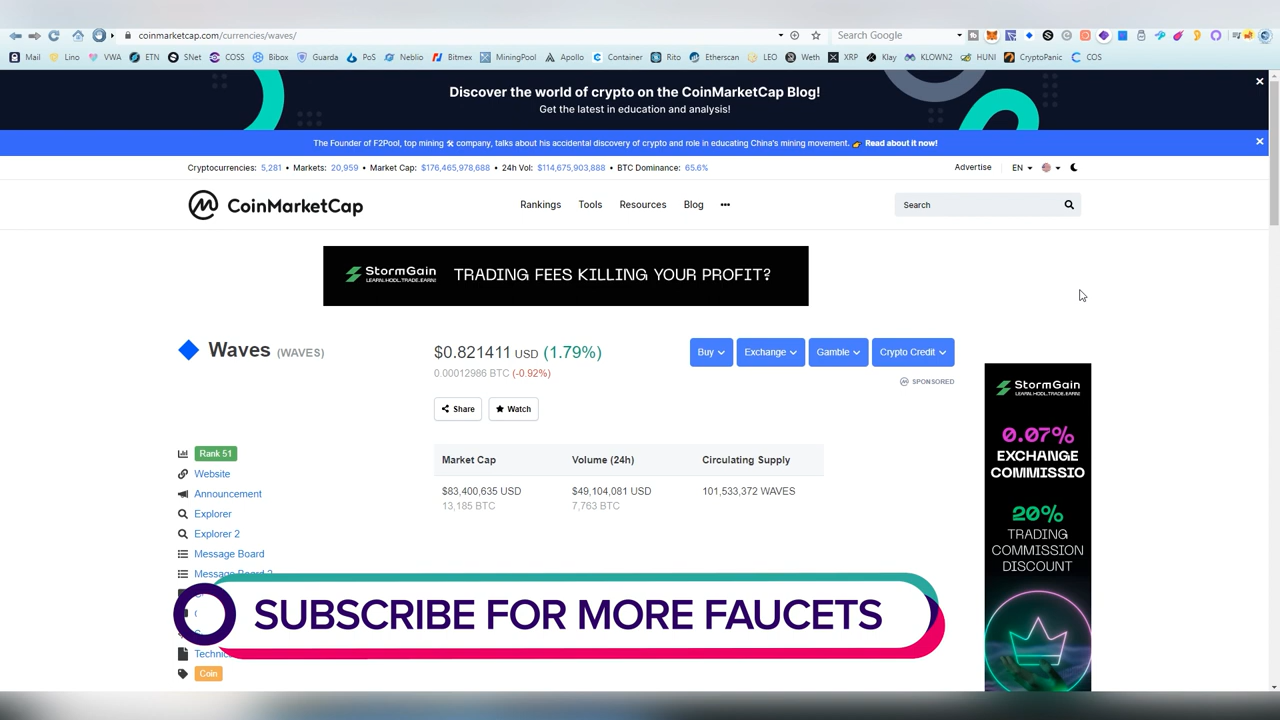 coinmarketcap.com/currencies/waves/
Search Google
Mail Lino VWA ETN SNet COSS Bibox Guarda PoS Neblio Bitmex MiningPool Apollo Container Rito Etherscan LEO Weth XRP Klay KLOWN2 HUNI CryptoPanic COS
Discover the world of crypto on the CoinMarketCap Blog!
Get the latest in education and analysis!
The Founder of F2Pool, top mining 🛠 company, talks about his accidental discovery of crypto and role in educating China's mining movement. 👉 Read about it now!
Cryptocurrencies: 5,281 • Markets: 20,959 • Market Cap: $176,465,978,688 • 24h Vol: $114,675,903,888 • BTC Dominance: 65.6%
Advertise EN
CoinMarketCap
Rankings Tools Resources Blog •••
Search
StormGain
LEARN.HODL.TRADE.EARN!
TRADING FEES KILLING YOUR PROFIT?
Waves (WAVES)
$0.821411 USD (1.79%)
0.00012986 BTC (-0.92%)
Buy Exchange Gamble Crypto Credit
SPONSORED
Share Watch
Rank 51
Website
Announcement
Explorer
Explorer 2
Message Board
Message Board 2
Technic
Coin
Market Cap Volume (24h) Circulating Supply
$83,400,635 USD $49,104,081 USD 101,533,372 WAVES
13,185 BTC 7,763 BTC
StormGain
LEARN.HODL.TRADE.EARN!
0.07%
EXCHANGE
COMMISSIO
20%
TRADING
COMMISSION
DISCOUNT
SUBSCRIBE FOR MORE FAUCETS